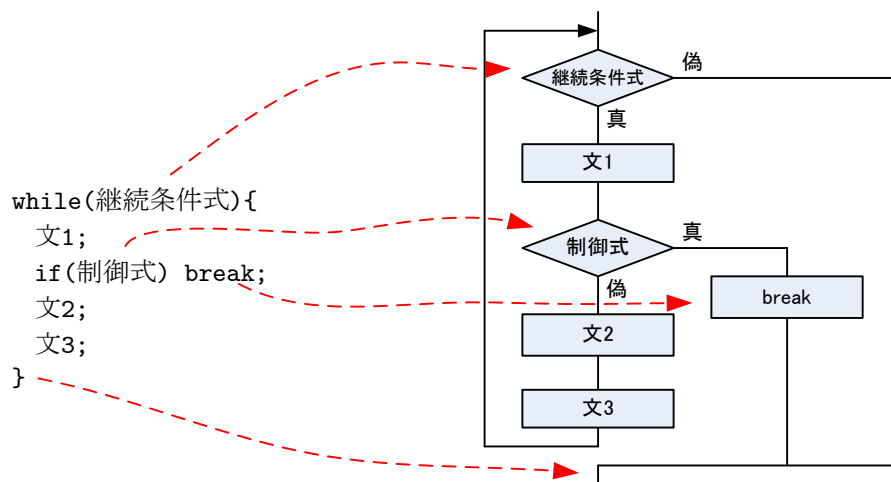 while(継続条件式){
文1;
if(制御式) break;
文2;
文3;
}
継続条件式
偽
真
文1
制御式
真
偽
break
文2
文3